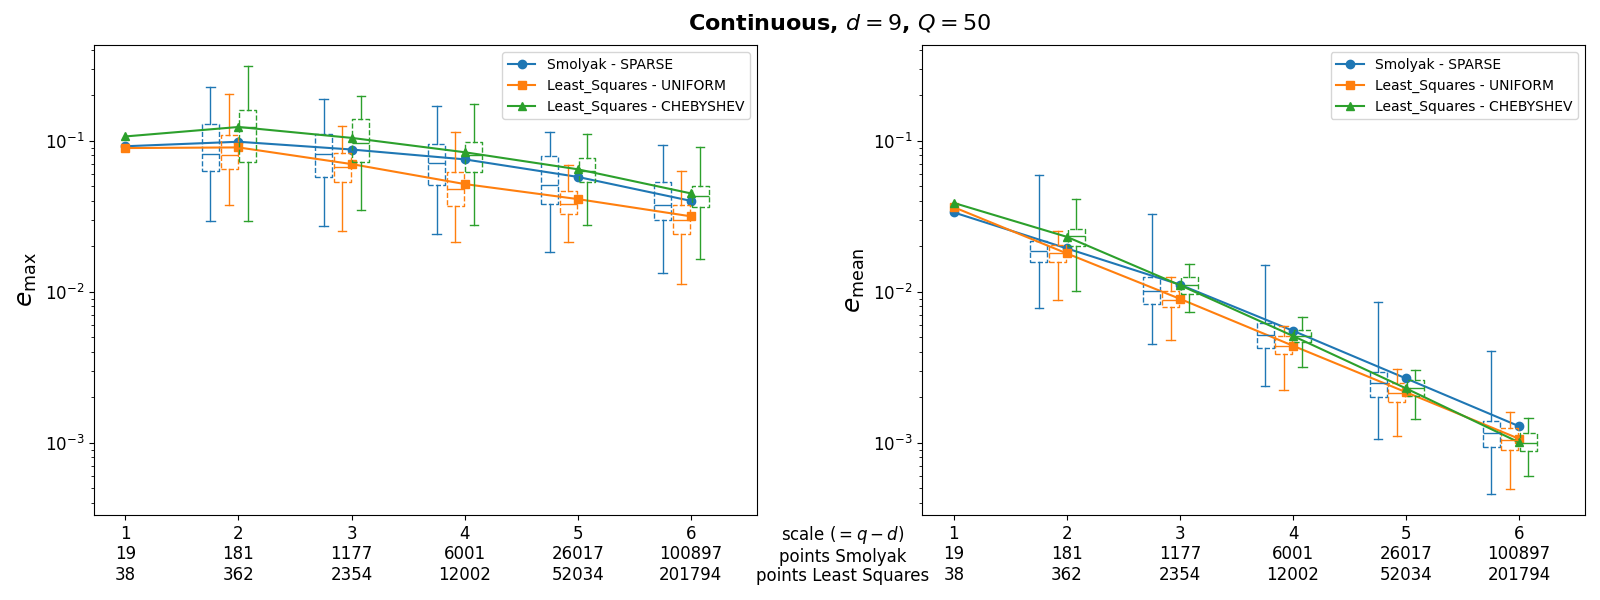 Continuous, d = 9, Q = 50
Smolyak - SPARSE
Least_Squares - UNIFORM
Least_Squares - CHEBYSHEV
10⁻¹
10⁻²
10⁻³
e_max
1 2 3 4 5 6
19 181 1177 6001 26017 100897
38 362 2354 12002 52034 201794
scale (= q − d)
points Smolyak
points Least Squares
Smolyak - SPARSE
Least_Squares - UNIFORM
Least_Squares - CHEBYSHEV
10⁻¹
10⁻²
10⁻³
e_mean
1 2 3 4 5 6
19 181 1177 6001 26017 100897
38 362 2354 12002 52034 201794